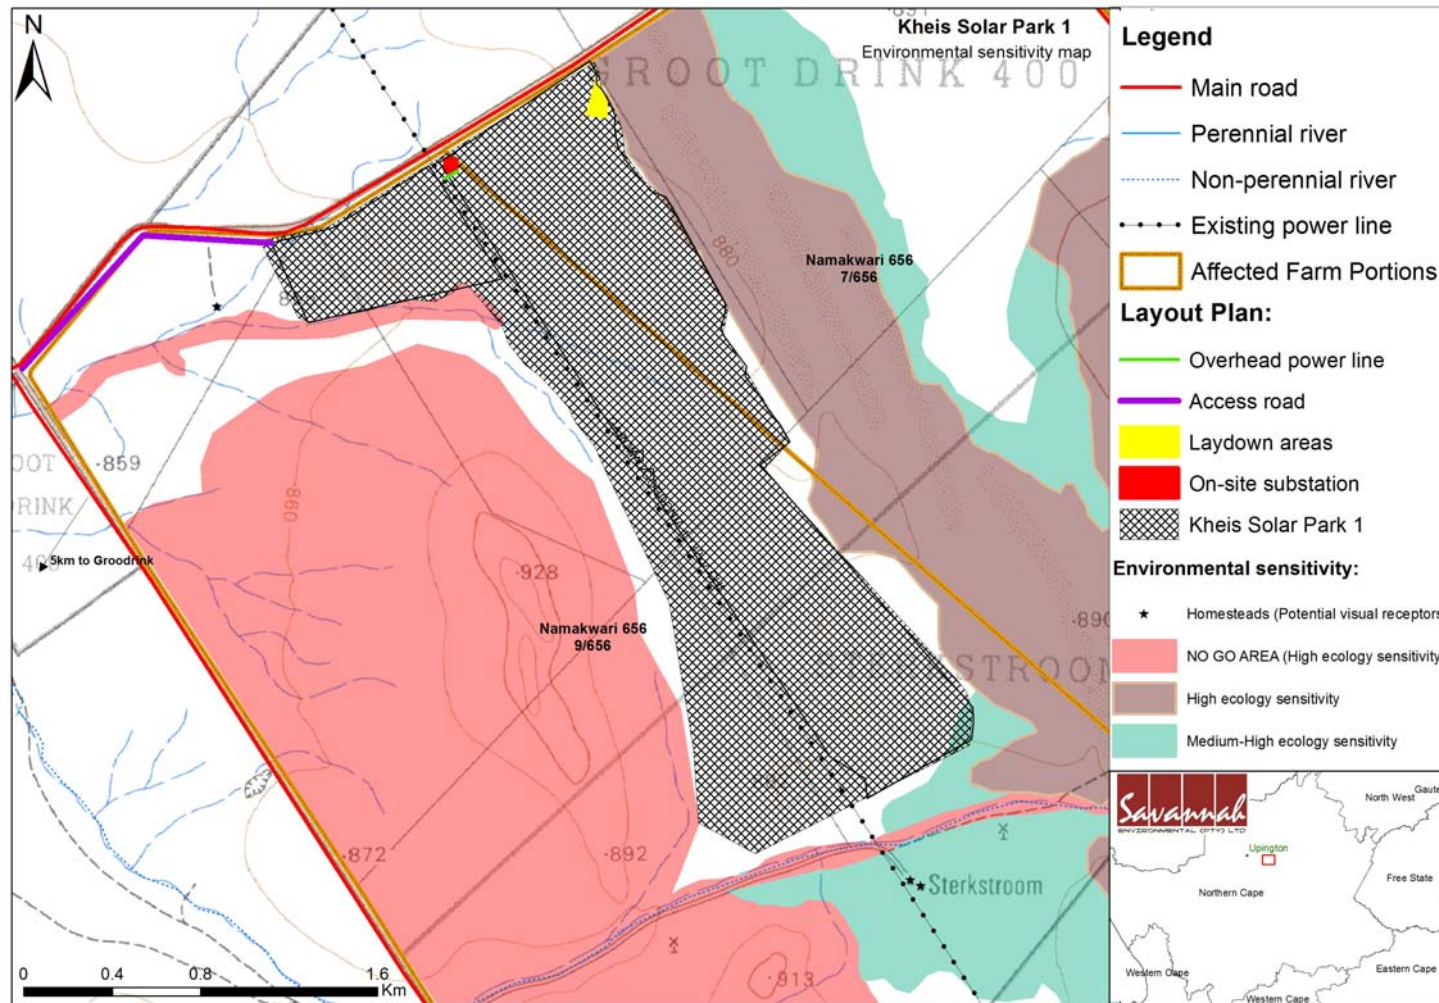 N
Kheis Solar Park 1
Environmental sensitivity map
GROOT DRINK 400
880
Namakwari 656
7/656
859
DRINK
5km to Groodrink
860
928
Namakwari 656
9/656
890
872
892
Sterkstroom
913
0 0.4 0.8 1.6
Km
Legend
Main road
Perennial river
Non-perennial river
Existing power line
Affected Farm Portions
Layout Plan:
Overhead power line
Access road
Laydown areas
On-site substation
Kheis Solar Park 1
Environmental sensitivity:
Homesteads (Potential visual receptors
NO GO AREA (High ecology sensitivity
High ecology sensitivity
Medium-High ecology sensitivity
Savannah
ENVIRONMENTAL (PTY) LTD
North West
Gaute
Upington
Northern Cape
Free State
Western Cape
Eastern Cape
Western Cape